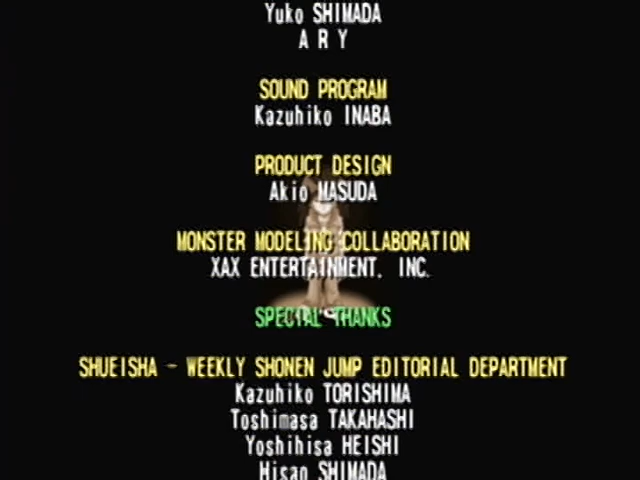 Yuko SHIMADA
A R Y
SOUND PROGRAM
Kazuhiko INABA
PRODUCT DESIGN
Akio MASUDA
MONSTER MODELING COLLABORATION
XAX ENTERTAINMENT, INC.
SPECIAL THANKS
SHUEISHA - WEEKLY SHONEN JUMP EDITORIAL DEPARTMENT
Kazuhiko TORISHIMA
Toshimasa TAKAHASHI
Yoshihisa HEISHI
Hisao SHIMADA